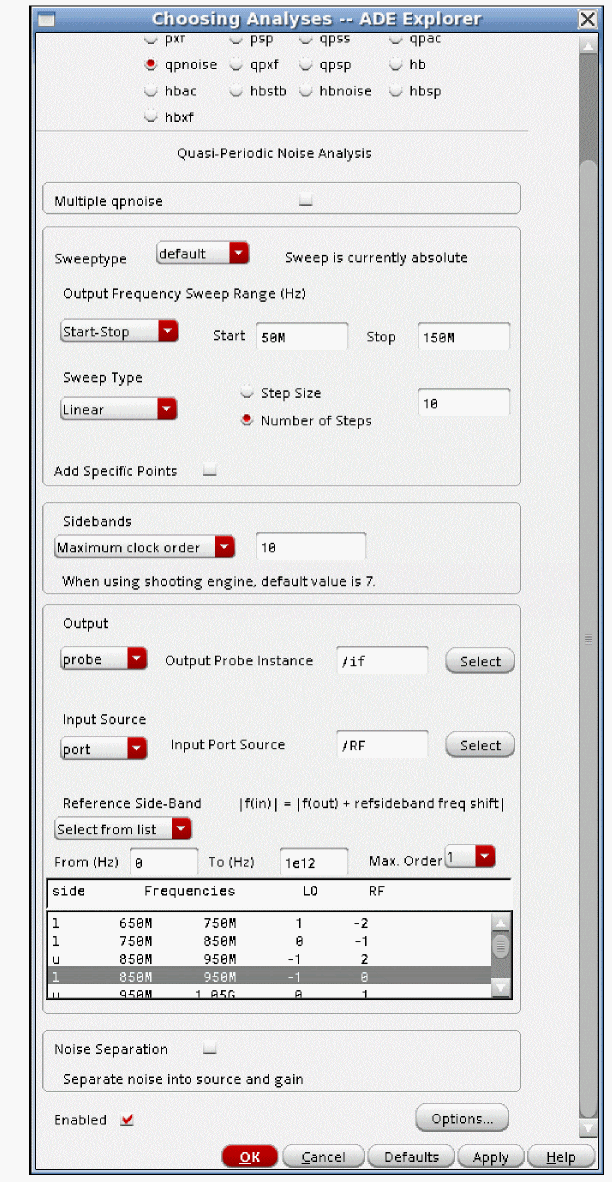 Choosing Analyses -- ADE Explorer
pxf psp qpss qpac
qpnoise qpxf qpsp hb
hbac hbstb hbnoise hbsp
hbxf
Quasi-Periodic Noise Analysis
Multiple qpnoise
Sweeptype default Sweep is currently absolute
Output Frequency Sweep Range (Hz)
Start-Stop Start 50M Stop 150M
Sweep Type
Step Size
Linear 10
Number of Steps
Add Specific Points
Sidebands
Maximum clock order 10
When using shooting engine, default value is 7.
Output
probe Output Probe Instance /if Select
Input Source
port Input Port Source /RF Select
Reference Side-Band |f(in)| = |f(out) + refsideband freq shift|
Select from list
From (Hz) 0 To (Hz) 1e12 Max. Order 1
side Frequencies LO RF
l 650M 750M 1 -2
l 750M 850M 0 -1
u 850M 950M -1 2
l 850M 950M -1 0
u 950M 1.05G 0 1
Noise Separation
Separate noise into source and gain
Enabled Options...
OK Cancel Defaults Apply Help